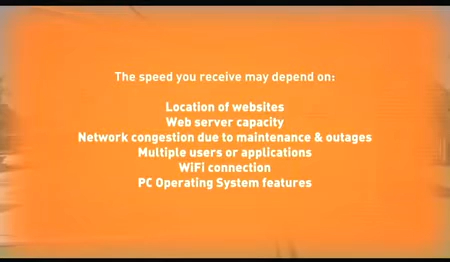 The speed you receive may depend on:
Location of websites
Web server capacity
Network congestion due to maintenance & outages
Multiple users or applications
WiFi connection
PC Operating System features